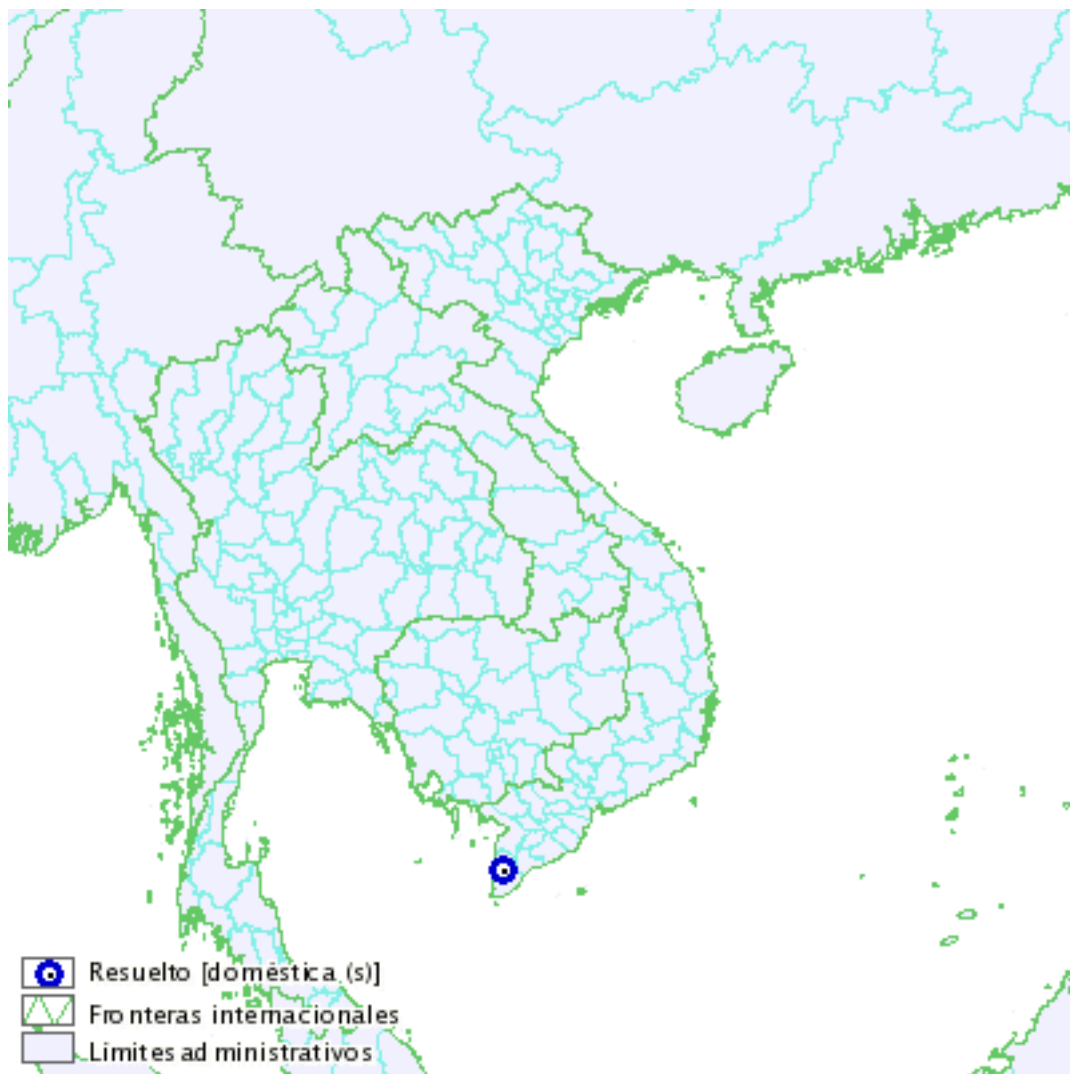 Resuelto [doméstica (s)]
Fronteras internacionales
Límites administrativos